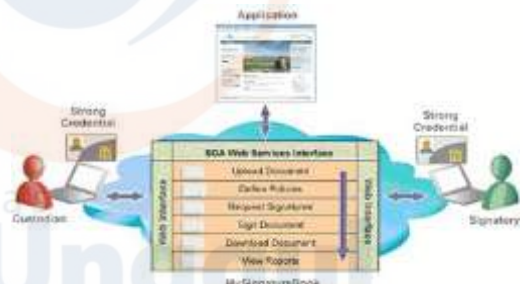 Application
Strong
Credential
Strong
Credential
SOA Web Services Interface
Upload Document
Define Policies
Request Signatures
Sign Document
Download Document
View Reports
Web Interface
Web Interface
Custodian
Signatory
MySignatureBook